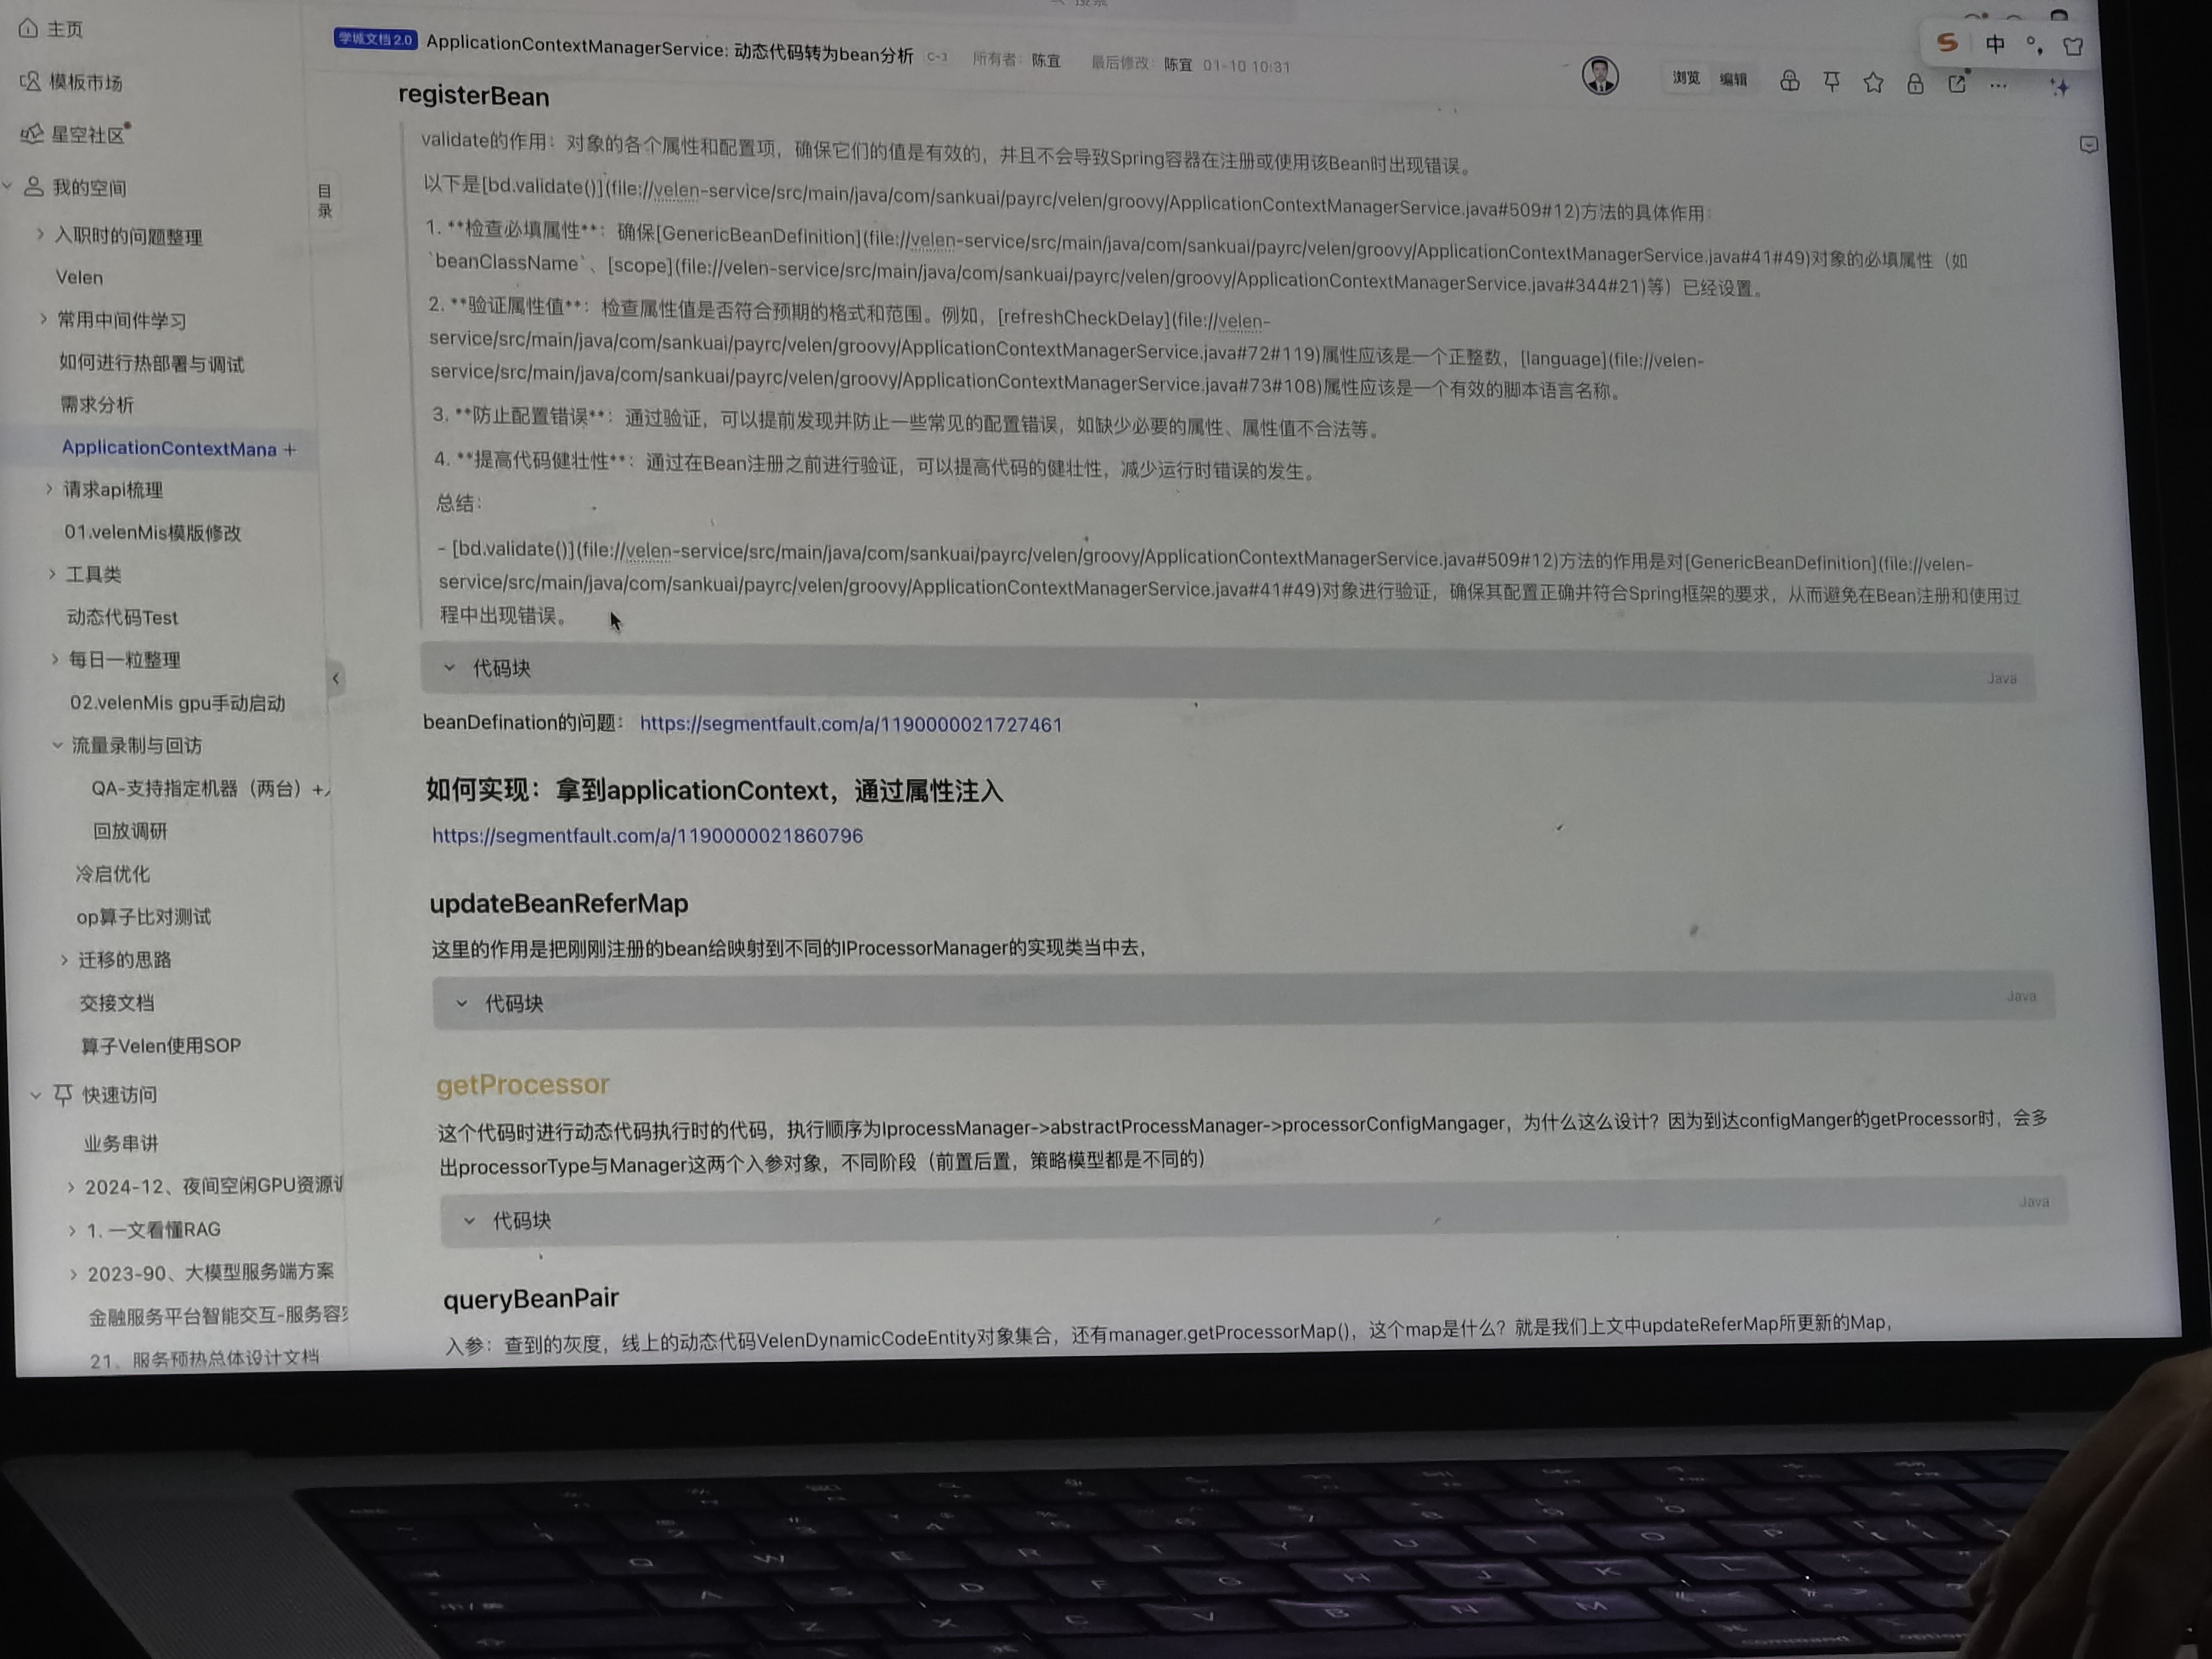 主页
模板市场
星空社区
我的空间
入职时的问题整理
Velen
常用中间件学习
如何进行热部署与调试
需求分析
ApplicationContextMana +
请求api梳理
01.velenMis模版修改
工具类
动态代码Test
每日一粒整理
02.velenMis gpu手动启动
流量录制与回访
QA-支持指定机器（两台）+
回放调研
冷启优化
op算子比对测试
迁移的思路
交接文档
算子Velen使用SOP
快速访问
业务串讲
2024-12、夜间空闲GPU资源
1. 一文看懂RAG
2023-90、大模型服务端方案
金融服务平台智能交互-服务容
21、服务预热总体设计文档
目录
学城文档2.0 ApplicationContextManagerService: 动态代码转为bean分析 C-3 所有者：陈宜 最后修改：陈宜 01-10 10:31
浏览 编辑
中
registerBean
validate的作用：对象的各个属性和配置项，确保它们的值是有效的，并且不会导致Spring容器在注册或使用该Bean时出现错误。
以下是[bd.validate()](file://velen-service/src/main/java/com/sankuai/payrc/velen/groovy/ApplicationContextManagerService.java#509#12)方法的具体作用：
1. **检查必填属性**：确保[GenericBeanDefinition](file://velen-service/src/main/java/com/sankuai/payrc/velen/groovy/ApplicationContextManagerService.java#41#49)对象的必填属性（如
`beanClassName`、[scope](file://velen-service/src/main/java/com/sankuai/payrc/velen/groovy/ApplicationContextManagerService.java#344#21)等）已经设置。
2. **验证属性值**：检查属性值是否符合预期的格式和范围。例如，[refreshCheckDelay](file://velen-
service/src/main/java/com/sankuai/payrc/velen/groovy/ApplicationContextManagerService.java#72#119)属性应该是一个正整数，[language](file://velen-
service/src/main/java/com/sankuai/payrc/velen/groovy/ApplicationContextManagerService.java#73#108)属性应该是一个有效的脚本语言名称。
3. **防止配置错误**：通过验证，可以提前发现并防止一些常见的配置错误，如缺少必要的属性、属性值不合法等。
4. **提高代码健壮性**：通过在Bean注册之前进行验证，可以提高代码的健壮性，减少运行时错误的发生。
总结：
- [bd.validate()](file://velen-service/src/main/java/com/sankuai/payrc/velen/groovy/ApplicationContextManagerService.java#509#12)方法的作用是对[GenericBeanDefinition](file://velen-
service/src/main/java/com/sankuai/payrc/velen/groovy/ApplicationContextManagerService.java#41#49)对象进行验证，确保其配置正确并符合Spring框架的要求，从而避免在Bean注册和使用过
程中出现错误。
代码块 Java
beanDefination的问题： https://segmentfault.com/a/1190000021727461
如何实现：拿到applicationContext，通过属性注入
https://segmentfault.com/a/1190000021860796
updateBeanReferMap
这里的作用是把刚刚注册的bean给映射到不同的IProcessorManager的实现类当中去，
代码块 Java
getProcessor
这个代码时进行动态代码执行时的代码，执行顺序为IprocessManager->abstractProcessManager->processorConfigMangager，为什么这么设计？因为到达configManger的getProcessor时，会多
出processorType与Manager这两个入参对象，不同阶段（前置后置，策略模型都是不同的）
代码块 Java
queryBeanPair
入参：查到的灰度，线上的动态代码VelenDynamicCodeEntity对象集合，还有manager.getProcessorMap()，这个map是什么？就是我们上文中updateReferMap所更新的Map，
Q W E R T Y U I O P
A S D F G H J K L
Z X C V B N M
command option